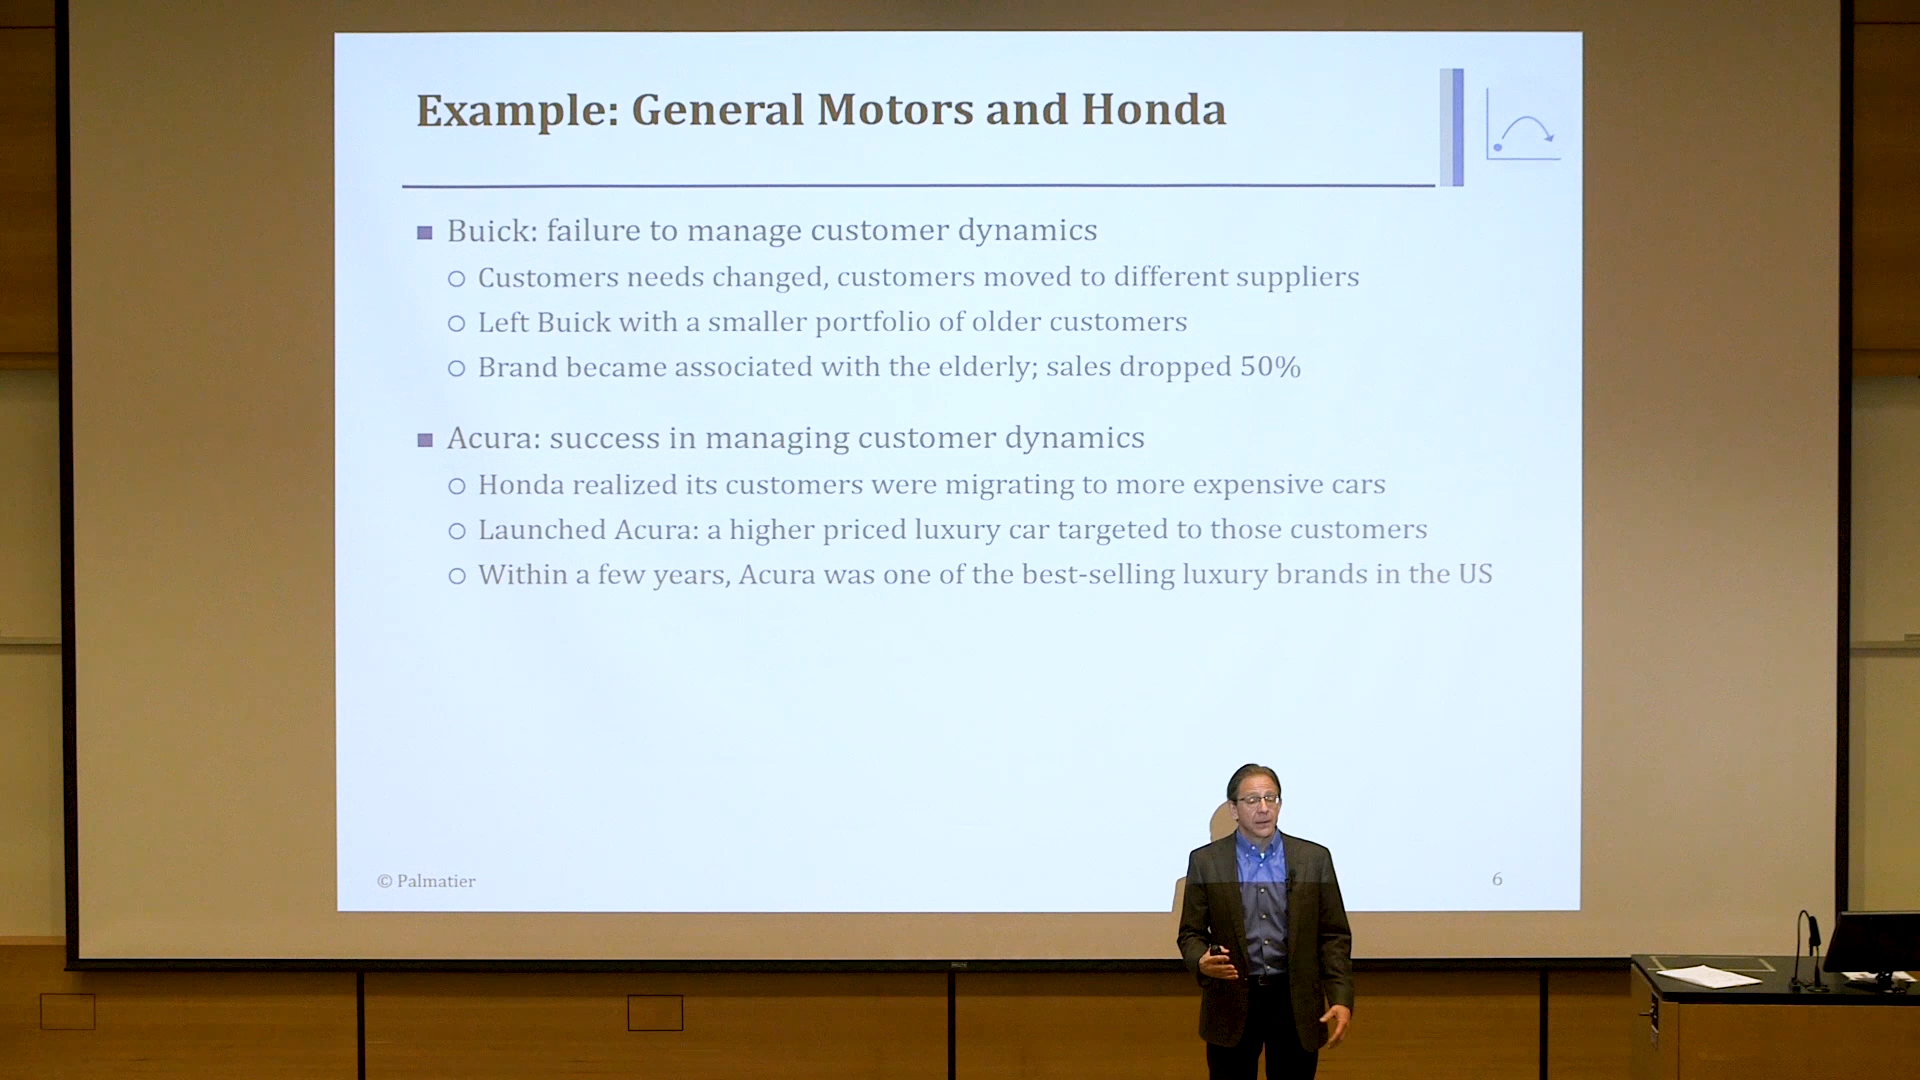 Example: General Motors and Honda
Buick: failure to manage customer dynamics
Customers needs changed, customers moved to different suppliers
Left Buick with a smaller portfolio of older customers
Brand became associated with the elderly; sales dropped 50%
Acura: success in managing customer dynamics
Honda realized its customers were migrating to more expensive cars
Launched Acura: a higher priced luxury car targeted to those customers
Within a few years, Acura was one of the best-selling luxury brands in the US
© Palmatier
6